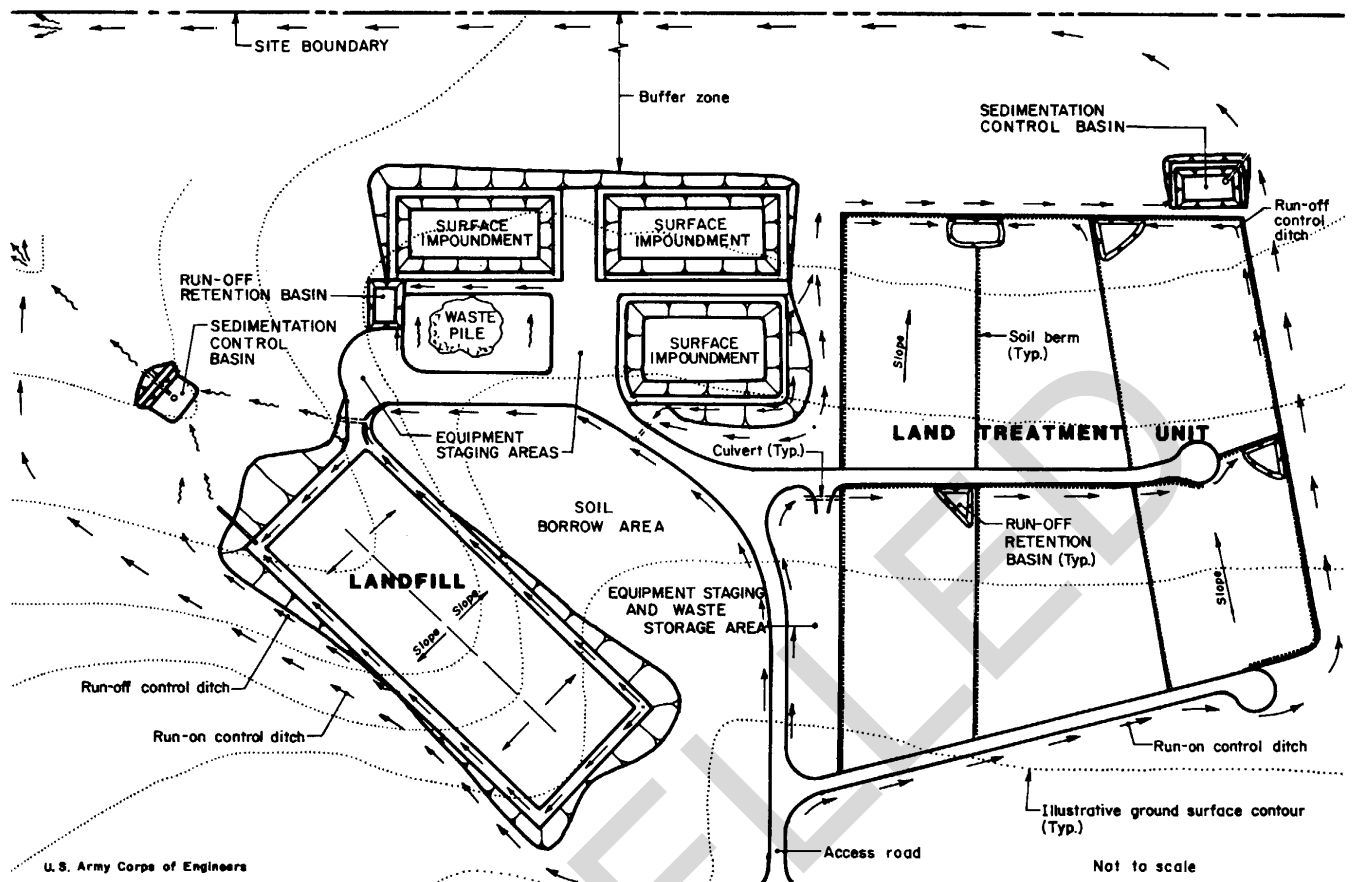 SITE BOUNDARY
Buffer zone
SEDIMENTATION
CONTROL BASIN
SURFACE
IMPOUNDMENT
SURFACE
IMPOUNDMENT
Run-off
control
ditch
RUN-OFF
RETENTION BASIN
WASTE
PILE
SEDIMENTATION
CONTROL
BASIN
SURFACE
IMPOUNDMENT
Slope
Soil berm
(Typ.)
EQUIPMENT
STAGING AREAS
Culvert (Typ.)
LAND TREATMENT UNIT
SOIL
BORROW AREA
RUN-OFF
RETENTION
BASIN (Typ.)
LANDFILL
Slope
Slope
EQUIPMENT STAGING
AND WASTE
STORAGE AREA
Slope
Run-off control ditch
Run-on control ditch
Run-on control ditch
Illustrative ground surface contour
(Typ.)
Access road
U.S. Army Corps of Engineers
Not to scale
ELLED